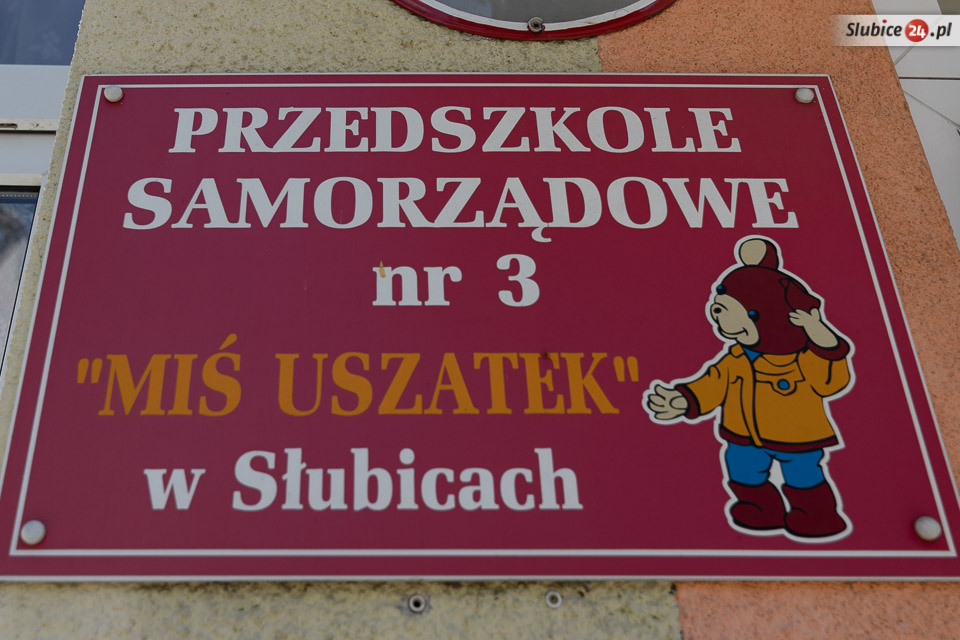 Slubice24.pl
PRZEDSZKOLE
SAMORZĄDOWE
nr 3
"MIŚ USZATEK"
w Słubicach